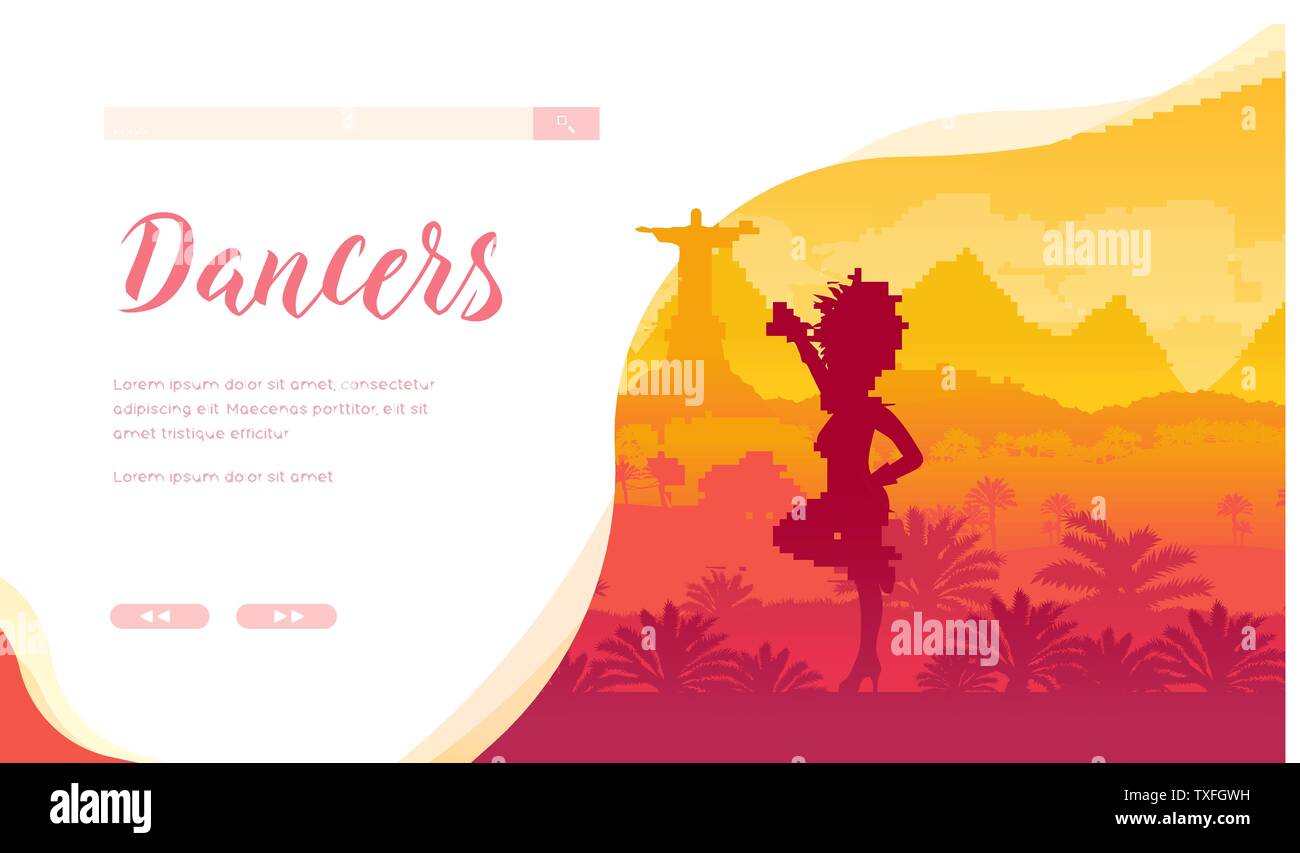 Dancers
Lorem ipsum dolor sit amet, consectetur
adipiscing elit. Maecenas porttitor, elit sit
amet tristique efficitur
Lorem ipsum dolor sit amet
alamy
alamy
alamy
a
a
a
a
a
a
alamy
Image ID: TXFGWH
www.alamy.com